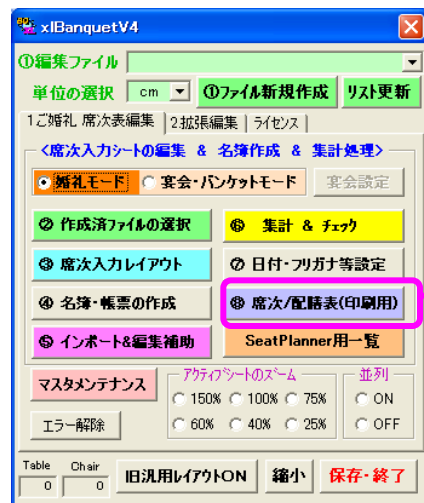 xlBanquetV4
①編集ファイル
単位の選択 cm ①ファイル新規作成 リスト更新
1ご婚礼 席次表編集 2拡張編集 ライセンス
<席次入力シートの編集 & 名簿作成 & 集計処理>
婚礼モード 宴会・バンケットモード 宴会設定
② 作成済ファイルの選択 ⑥ 集計 & チェック
③ 席次入力レイアウト ⑦ 日付・フリガナ等設定
④ 名簿・帳票の作成 ⑧ 席次/配膳表(印刷用)
⑤ インポート&編集補助 SeatPlanner用一覧
マスタメンテナンス アクティブシートのズーム 並列
150% 100% 75% ON
エラー解除 60% 40% 25% OFF
Table Chair
0 0 旧汎用レイアウトON 縮小 保存・終了